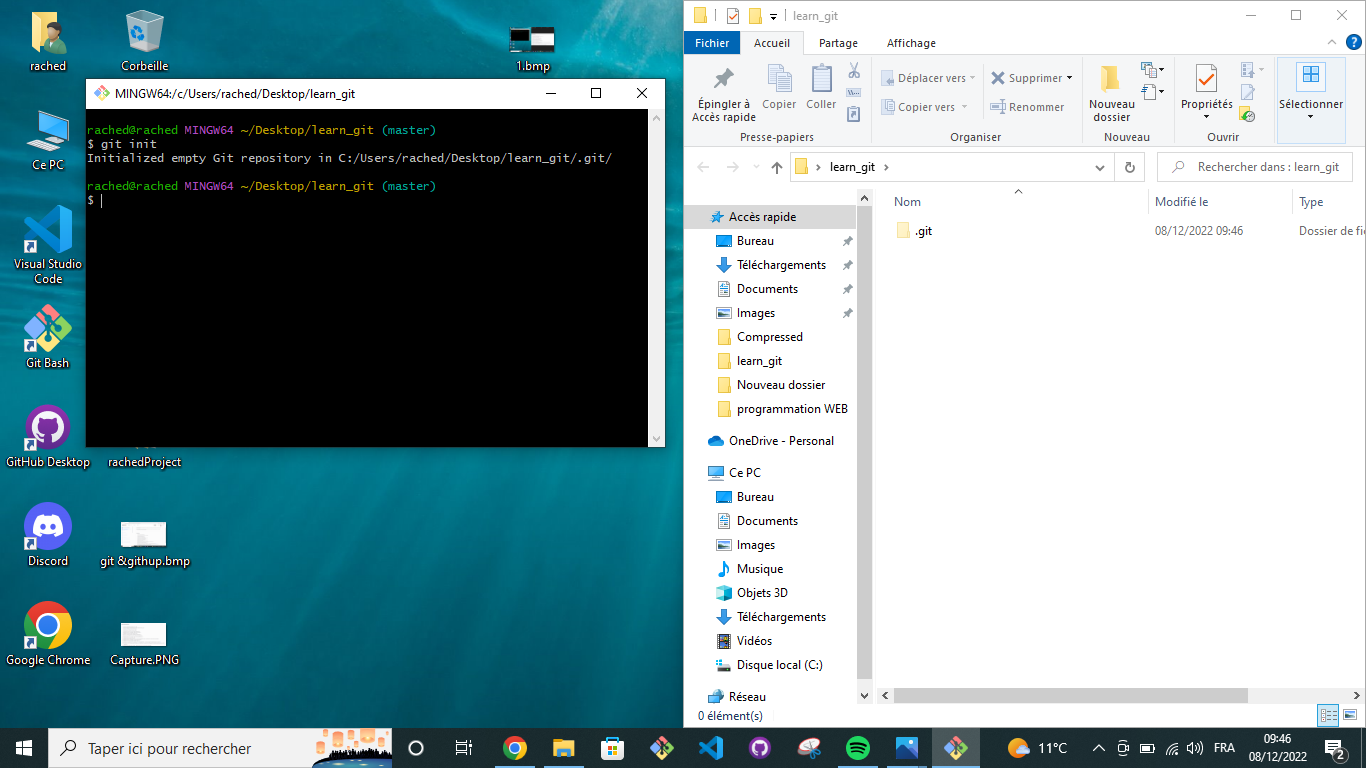 rached
Corbeille
1.bmp
Ce PC
Visual Studio
Code
Git Bash
GitHub Desktop
rachedProject
Discord
git &githup.bmp
Google Chrome
Capture.PNG
MINGW64:/c/Users/rached/Desktop/learn_git
rached@rached MINGW64 ~/Desktop/learn_git (master)
$ git init
Initialized empty Git repository in C:/Users/rached/Desktop/learn_git/.git/
rached@rached MINGW64 ~/Desktop/learn_git (master)
$
learn_git
Fichier Accueil Partage Affichage
Épingler à
Accès rapide
Copier
Coller
Presse-papiers
Déplacer vers
Copier vers
Supprimer
Renommer
Organiser
Nouveau
dossier
Nouveau
Propriétés
Ouvrir
Sélectionner
learn_git
Rechercher dans : learn_git
Accès rapide
Bureau
Téléchargements
Documents
Images
Compressed
learn_git
Nouveau dossier
programmation WEB
OneDrive - Personal
Ce PC
Bureau
Documents
Images
Musique
Objets 3D
Téléchargements
Vidéos
Disque local (C:)
Réseau
Nom Modifié le Type
.git 08/12/2022 09:46 Dossier de fic
0 élément(s)
Taper ici pour rechercher
11°C
FRA
09:46
08/12/2022
2